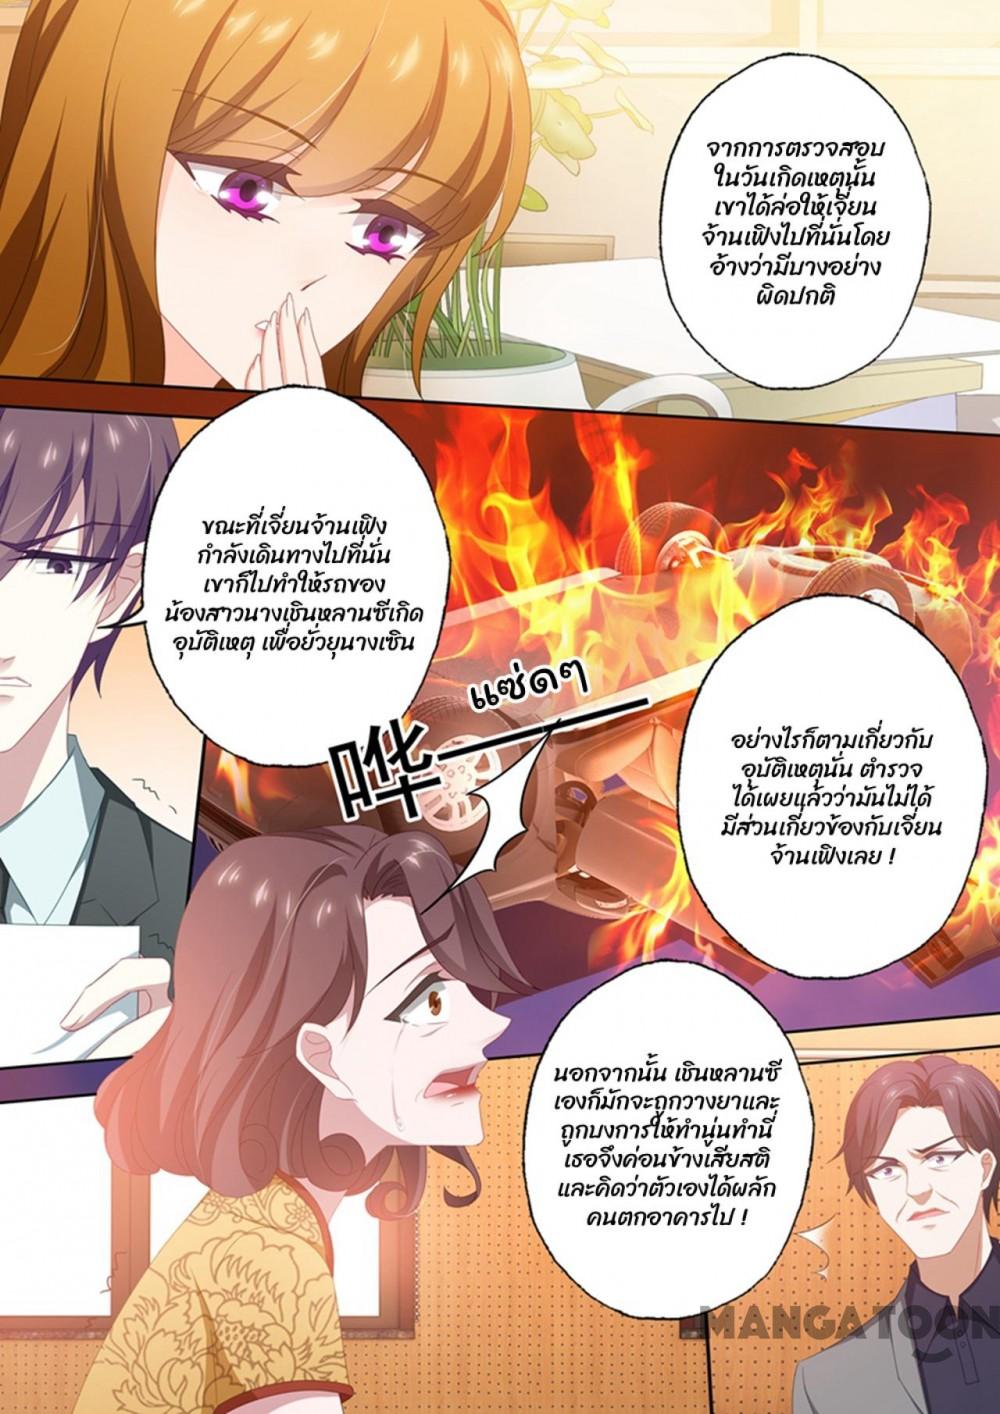 จากการตรวจสอบ
ในวันเกิดเหตุนั้น
เขาได้ล่อให้เจี่ยน
จ้านเฟิงไปที่นั่นโดย
อ้างว่ามีบางอย่าง
ผิดปกติ
ขณะที่เจี่ยนจ้านเฟิง
กำลังเดินทางไปที่นั่น
เขาก็ไปทำให้รถของ
น้องสาวนางเชินหลานซีเกิด
อุบัติเหตุ เพื่อยั่วยุนางเซิน
แซ่ดๆ
哗——
อย่างไรก็ตามเกี่ยวกับ
อุบัติเหตุนั่น ตำรวจ
ได้เผยแล้วว่ามันไม่ได้
มีส่วนเกี่ยวข้องกับเจี่ยน
จ้านเฟิงเลย !
นอกจากนั้น เชินหลานซี
เองก็มักจะถูกวางยาและ
ถูกบงการให้ทำนู่นทำนี่
เธอจึงค่อนข้างเสียสติ
และคิดว่าตัวเองได้ผลัก
คนตกอาคารไป !
MANGATOON